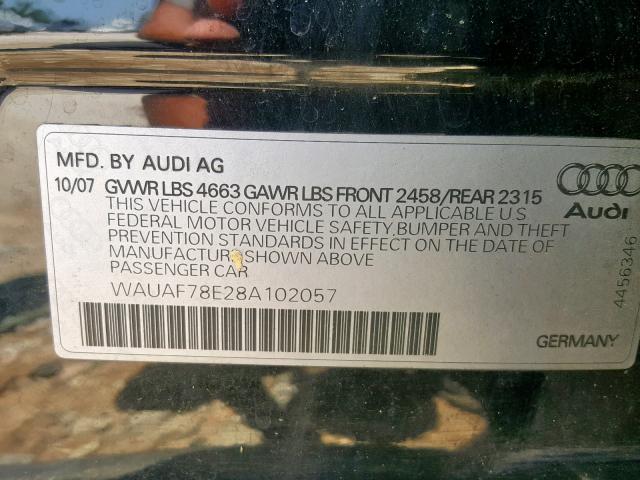 MFD. BY AUDI AG
10/07 GVWR LBS 4663 GAWR LBS FRONT 2458/REAR 2315
THIS VEHICLE CONFORMS TO ALL APPLICABLE U.S
FEDERAL MOTOR VEHICLE SAFETY,BUMPER AND THEFT
PREVENTION STANDARDS IN EFFECT ON THE DATE OF
MANUFACTURE SHOWN ABOVE
PASSENGER CAR
WAUAF78E28A102057
Audi
4456346
GERMANY